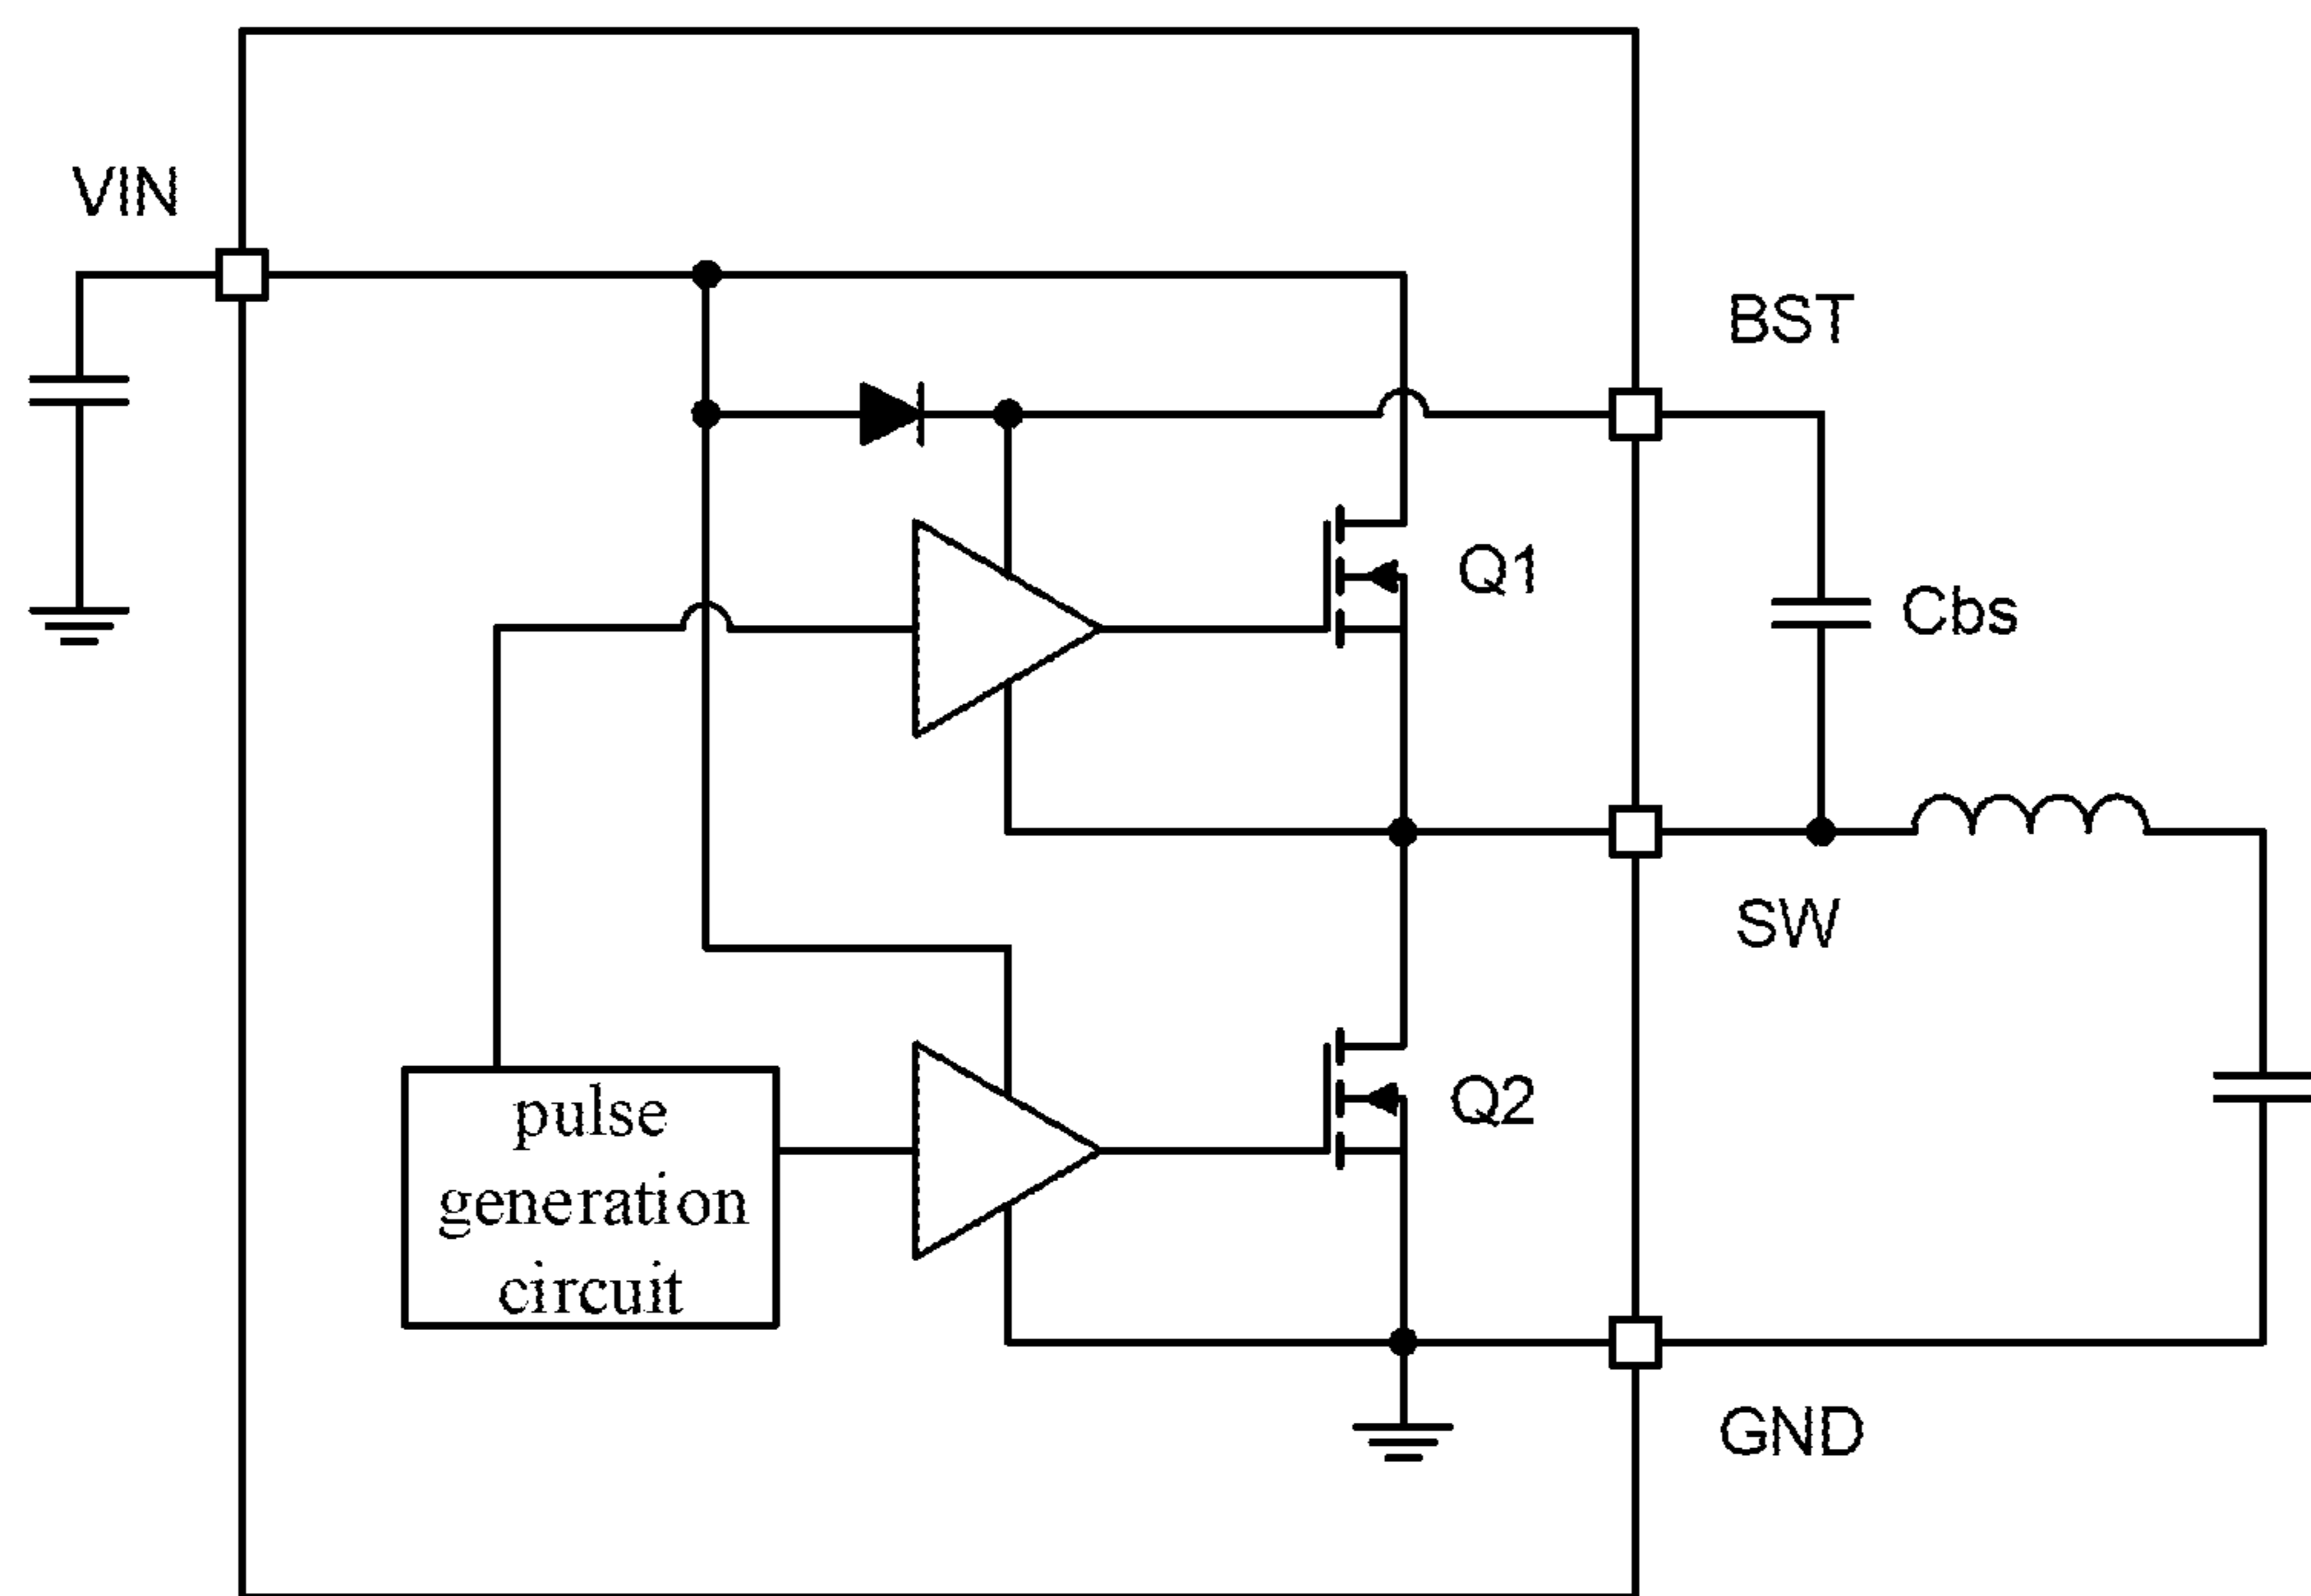 VIN
BST
Q1
Cbs
SW
Q2
pulse
generation
circuit
GND